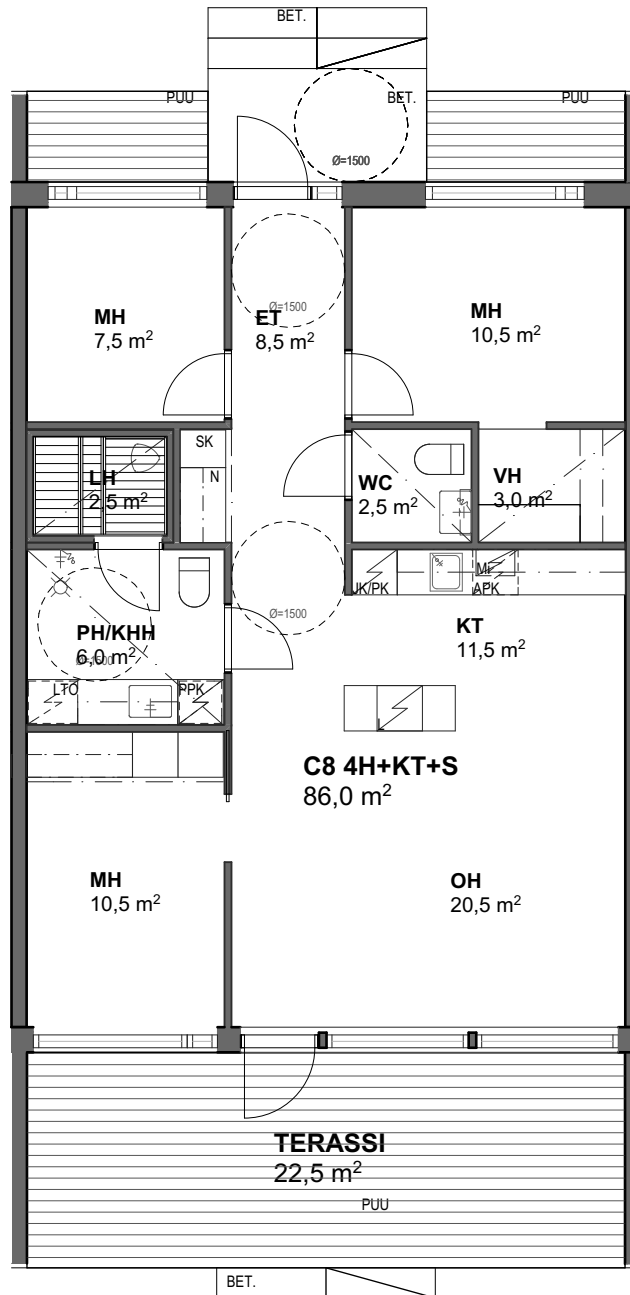 BET.
PUU
BET.
PUU
Ø=1500
MH
7,5 m²
Ø=1500
ET
8,5 m²
MH
10,5 m²
SK
N
LH
2,5 m²
WC
2,5 m²
VH
3,0 m²
JK/PK
APK
Ø=1500
PH/KHH
6,0 m²
Ø=1500
KT
11,5 m²
LTO
PPK
C8 4H+KT+S
86,0 m²
MH
10,5 m²
OH
20,5 m²
TERASSI
22,5 m²
PUU
BET.